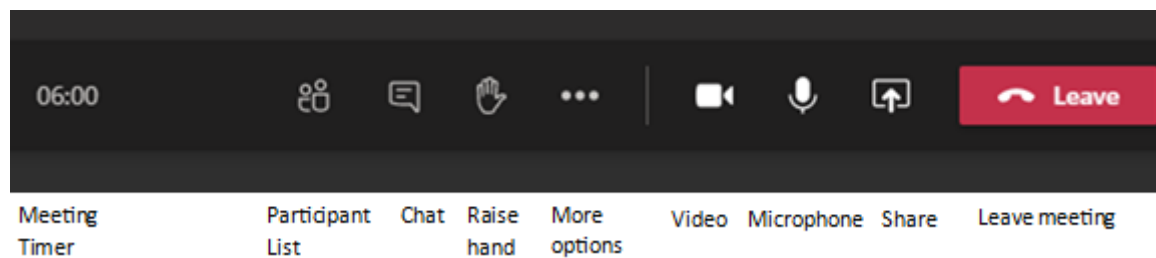 06:00 Leave
Meeting Participant Chat Raise More Video Microphone Share Leave meeting
Timer List hand options